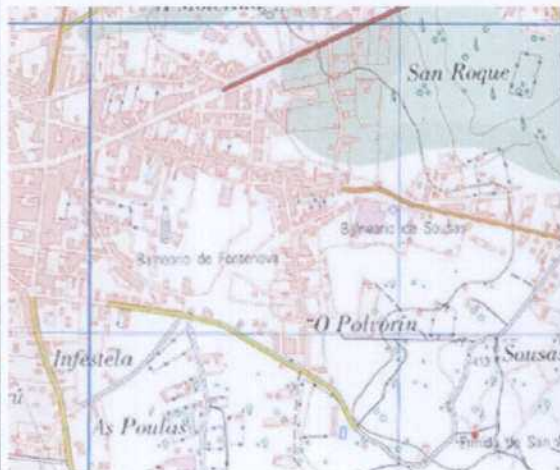 San Roque
Balneario de Sousas
Balneario de Fontenova
O Polvorín
Infestela
Sousas
As Poulas